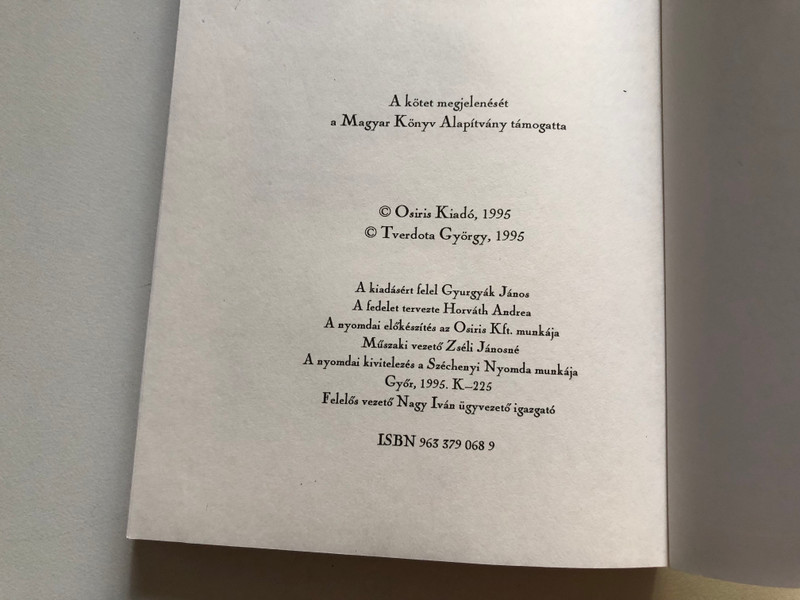 A kötet megjelenését
a Magyar Könyv Alapítvány támogatta
© Osiris Kiadó, 1995
© Tverdota György, 1995
A kiadásért felel Gyurgyák János
A fedelet tervezte Horváth Andrea
A nyomdai előkészítés az Osiris Kft. munkája
Műszaki vezető Zséli Jánosné
A nyomdai kivitelezés a Széchenyi Nyomda munkája
Győr, 1995. K–225
Felelős vezető Nagy Iván ügyvezető igazgató
ISBN 963 379 068 9